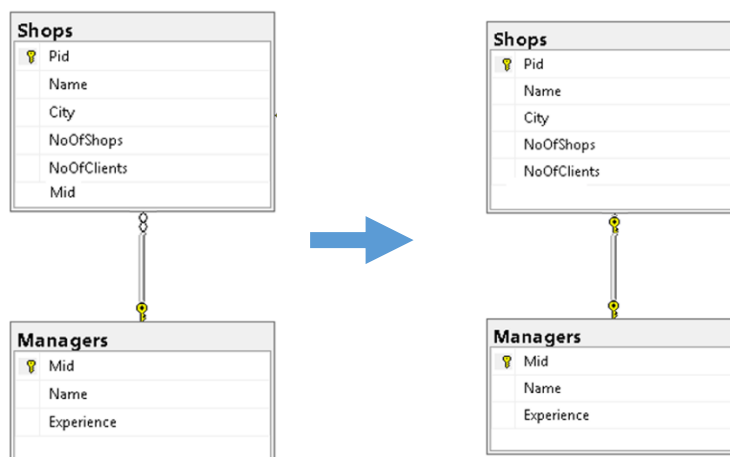 Shops
Pid
Name
City
NoOfShops
NoOfClients
Mid
Managers
Mid
Name
Experience
Shops
Pid
Name
City
NoOfShops
NoOfClients
Managers
Mid
Name
Experience